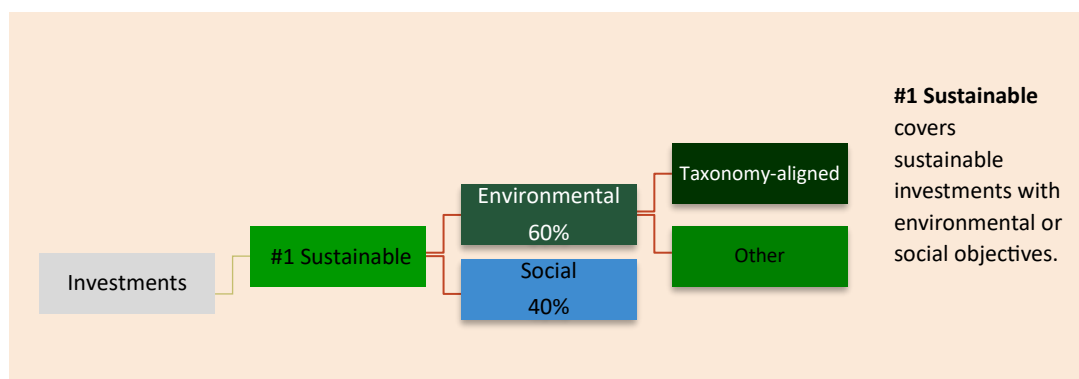 Investments
#1 Sustainable
Environmental
60%
Social
40%
Taxonomy-aligned
Other
#1 Sustainable
covers
sustainable
investments with
environmental or
social objectives.